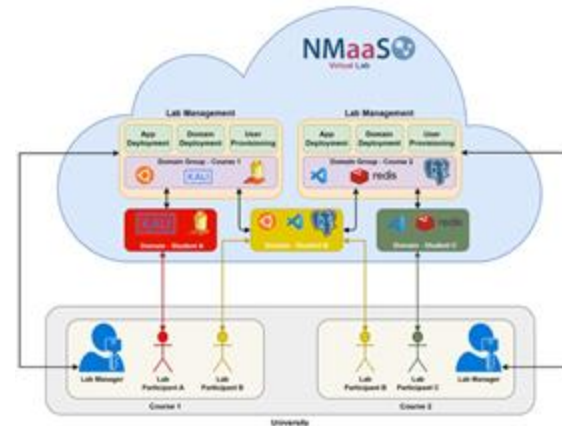 NMaaS
Virtual Lab
Lab Management
App Deployment
Domain Deployment
User Provisioning
Domain Group - Course 1
KALI
Lab Management
App Deployment
Domain Deployment
User Provisioning
Domain Group - Course 2
redis
KALI
Domain - Student A
Domain - Student B
redis
Domain - Student C
Lab Manager
Lab
Participant A
Lab
Participant B
Course 1
Lab
Participant B
Lab
Participant C
Lab Manager
Course 2
University